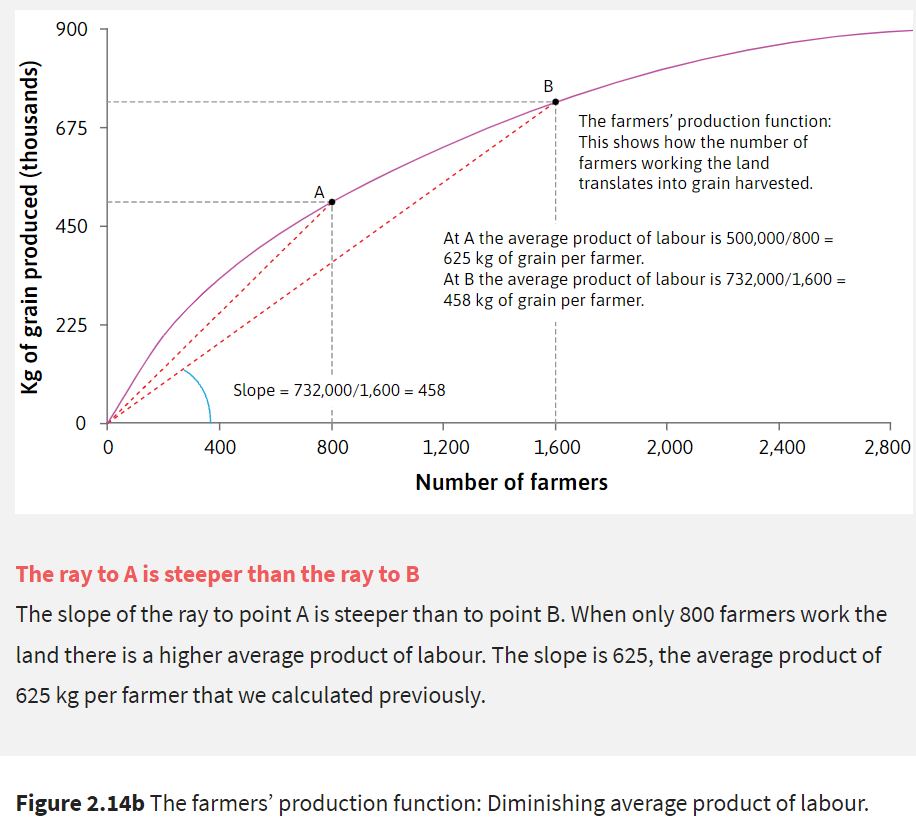 900
675
450
225
0
Kg of grain produced (thousands)
B
A
The farmers' production function:
This shows how the number of
farmers working the land
translates into grain harvested.
At A the average product of labour is 500,000/800 =
625 kg of grain per farmer.
At B the average product of labour is 732,000/1,600 =
458 kg of grain per farmer.
Slope = 732,000/1,600 = 458
0 400 800 1,200 1,600 2,000 2,400 2,800
Number of farmers
The ray to A is steeper than the ray to B
The slope of the ray to point A is steeper than to point B. When only 800 farmers work the
land there is a higher average product of labour. The slope is 625, the average product of
625 kg per farmer that we calculated previously.
Figure 2.14b The farmers' production function: Diminishing average product of labour.